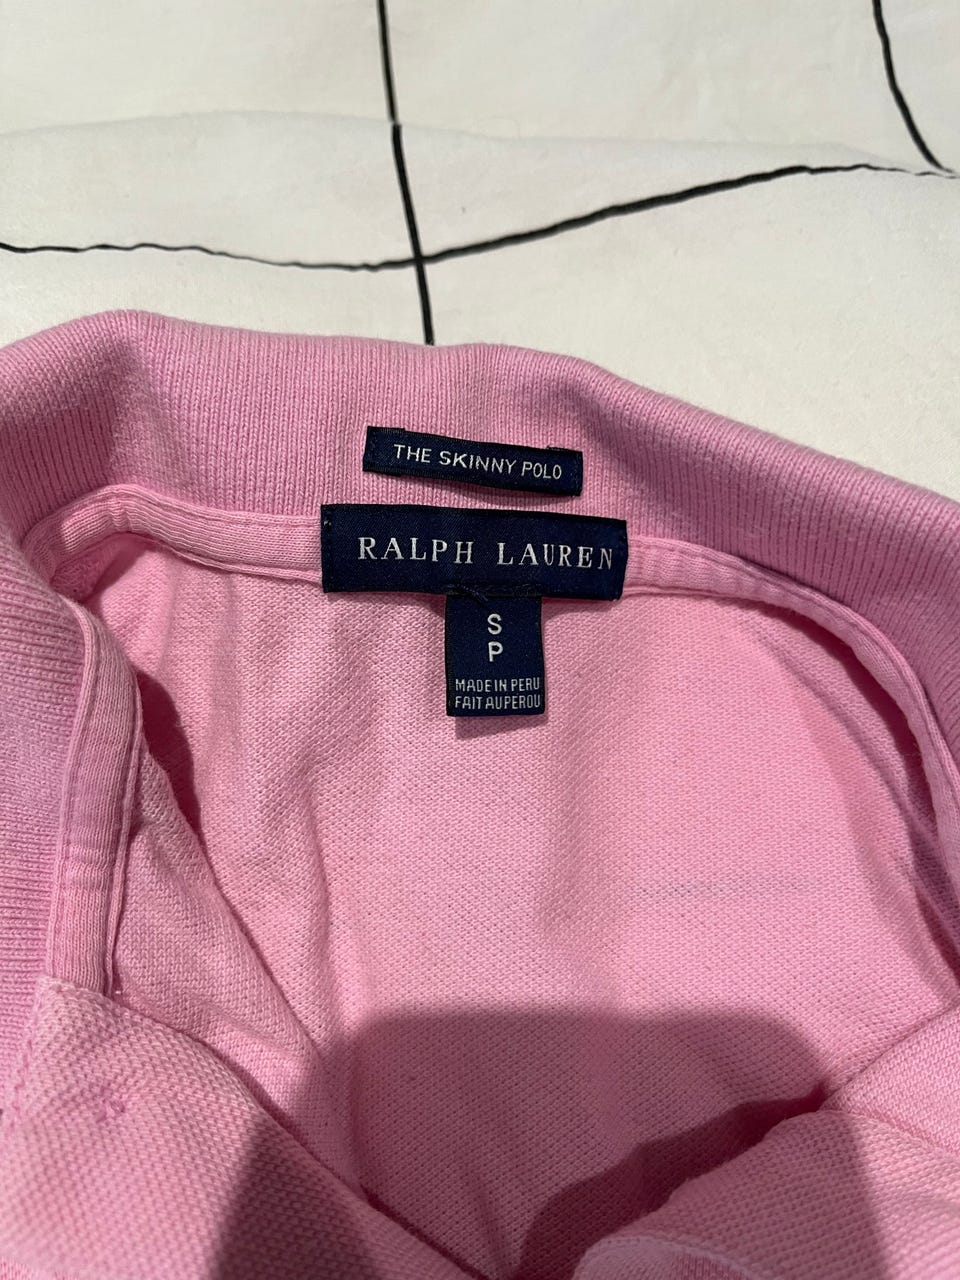 THE SKINNY POLO
RALPH LAUREN
S
P
MADE IN PERU
FAIT AU PEROU